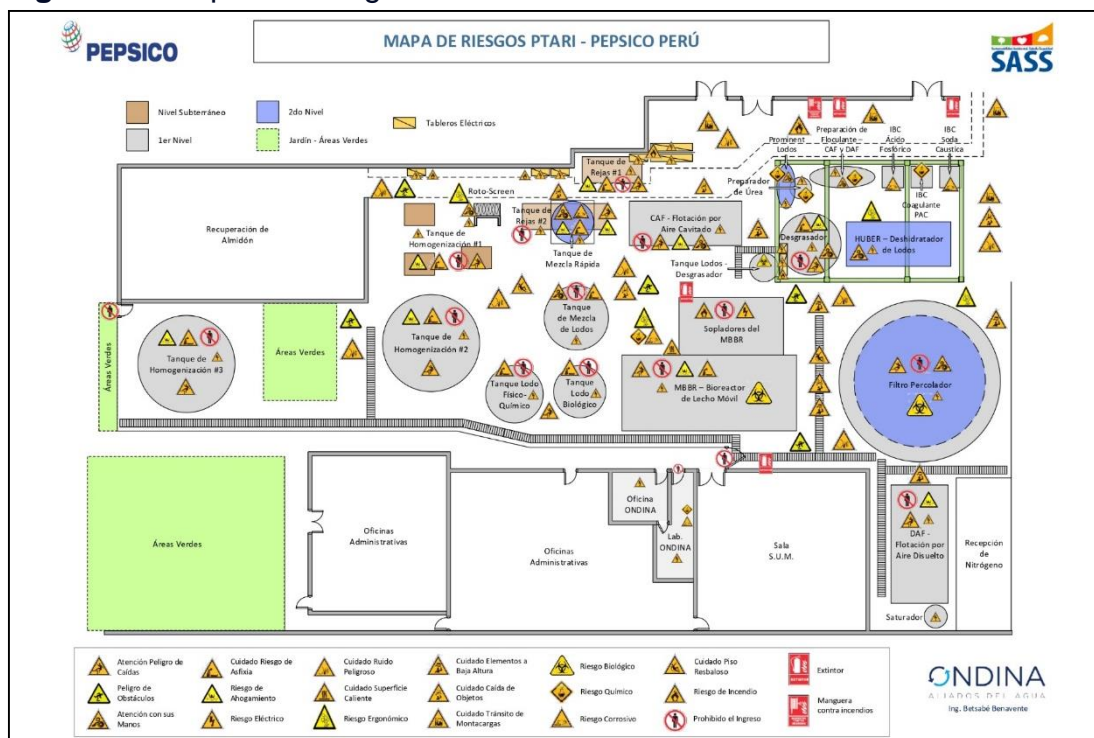 PEPSICO
MAPA DE RIESGOS PTARI - PEPSICO PERÚ
SASS
Nivel Subterráneo
2do Nivel
Tableros Eléctricos
1er Nivel
Jardín - Áreas Verdes
Prominent
Lodos
Preparación de
Floculante –
CAF y DAF
IBC
Ácido
Fosfórico
IBC
Soda
Caustica
Tanque de
Rejas #1
Preparador
de Úrea
IBC
Coagulante
PAC
Roto-Screen
Recuperación de
Almidón
Tanque de
Homogenización #1
Tanque de
Rejas #2
Tanque de
Mezcla Rápida
CAF - Flotación por
Aire Cavitado
Desgrasador
HUBER – Deshidratador
de Lodos
Tanque Lodos -
Desgrasador
Áreas Verdes
Tanque de
Homogenización #3
Áreas Verdes
Tanque de
Homogenización #2
Tanque
de Mezcla
de Lodos
Sopladores del
MBBR
Tanque Lodo
Físico-
Químico
Tanque
Lodo
Biológico
MBBR – Bioreactor
de Lecho Móvil
Filtro Percolador
Áreas Verdes
Oficinas
Administrativas
Oficinas
Administrativas
Oficina
ONDINA
Lab.
ONDINA
Sala
S.U.M.
DAF -
Flotación por
Aire Disuelto
Recepción
de
Nitrógeno
Saturador
Atención Peligro de
Caídas
Cuidado Riesgo de
Asfixia
Cuidado Ruido
Peligroso
Cuidado Elementos a
Baja Altura
Riesgo Biológico
Cuidado Piso
Resbaloso
Extintor
Peligro de
Obstáculos
Riesgo de
Ahogamiento
Cuidado Superficie
Caliente
Cuidado Caída de
Objetos
Riesgo Químico
Riesgo de Incendio
Manguera
contra incendios
Atención con sus
Manos
Riesgo Eléctrico
Riesgo Ergonómico
Cuidado Tránsito de
Montacargas
Riesgo Corrosivo
Prohibido el Ingreso
ONDINA
ALIADOS DEL AGUA
Ing. Betsabé Benavente